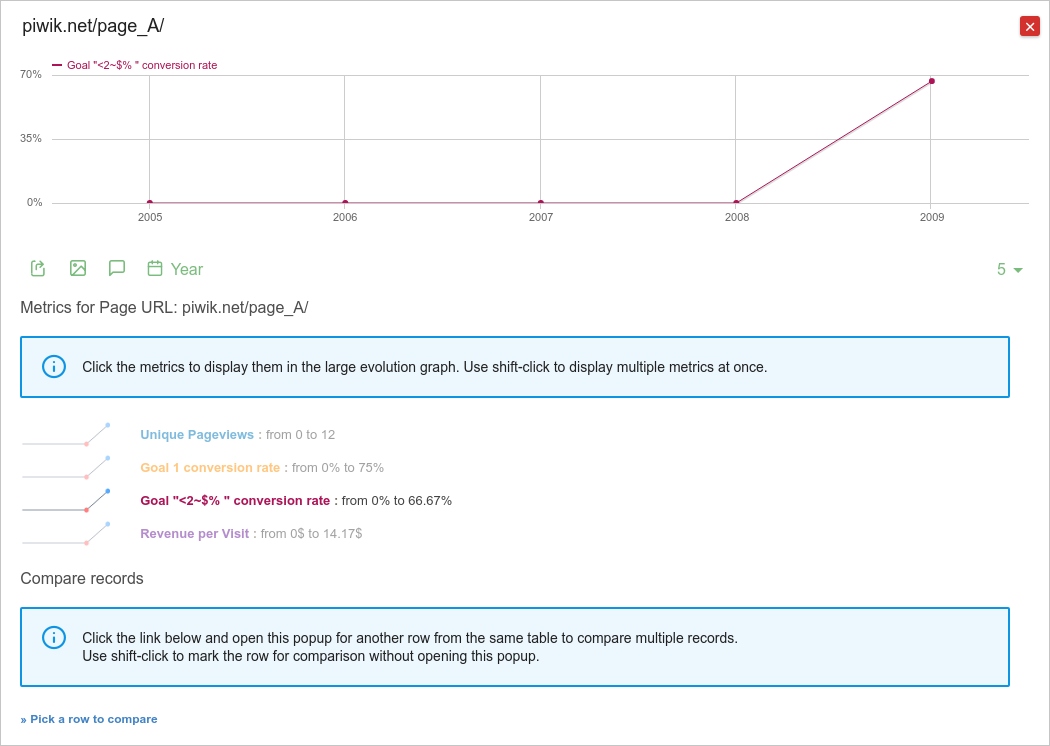 piwik.net/page_A/
Goal "<2~$% " conversion rate
70%
35%
0%
2005 2006 2007 2008 2009
Year 5
Metrics for Page URL: piwik.net/page_A/
Click the metrics to display them in the large evolution graph. Use shift-click to display multiple metrics at once.
Unique Pageviews : from 0 to 12
Goal 1 conversion rate : from 0% to 75%
Goal "<2~$% " conversion rate : from 0% to 66.67%
Revenue per Visit : from 0$ to 14.17$
Compare records
Click the link below and open this popup for another row from the same table to compare multiple records.
Use shift-click to mark the row for comparison without opening this popup.
» Pick a row to compare